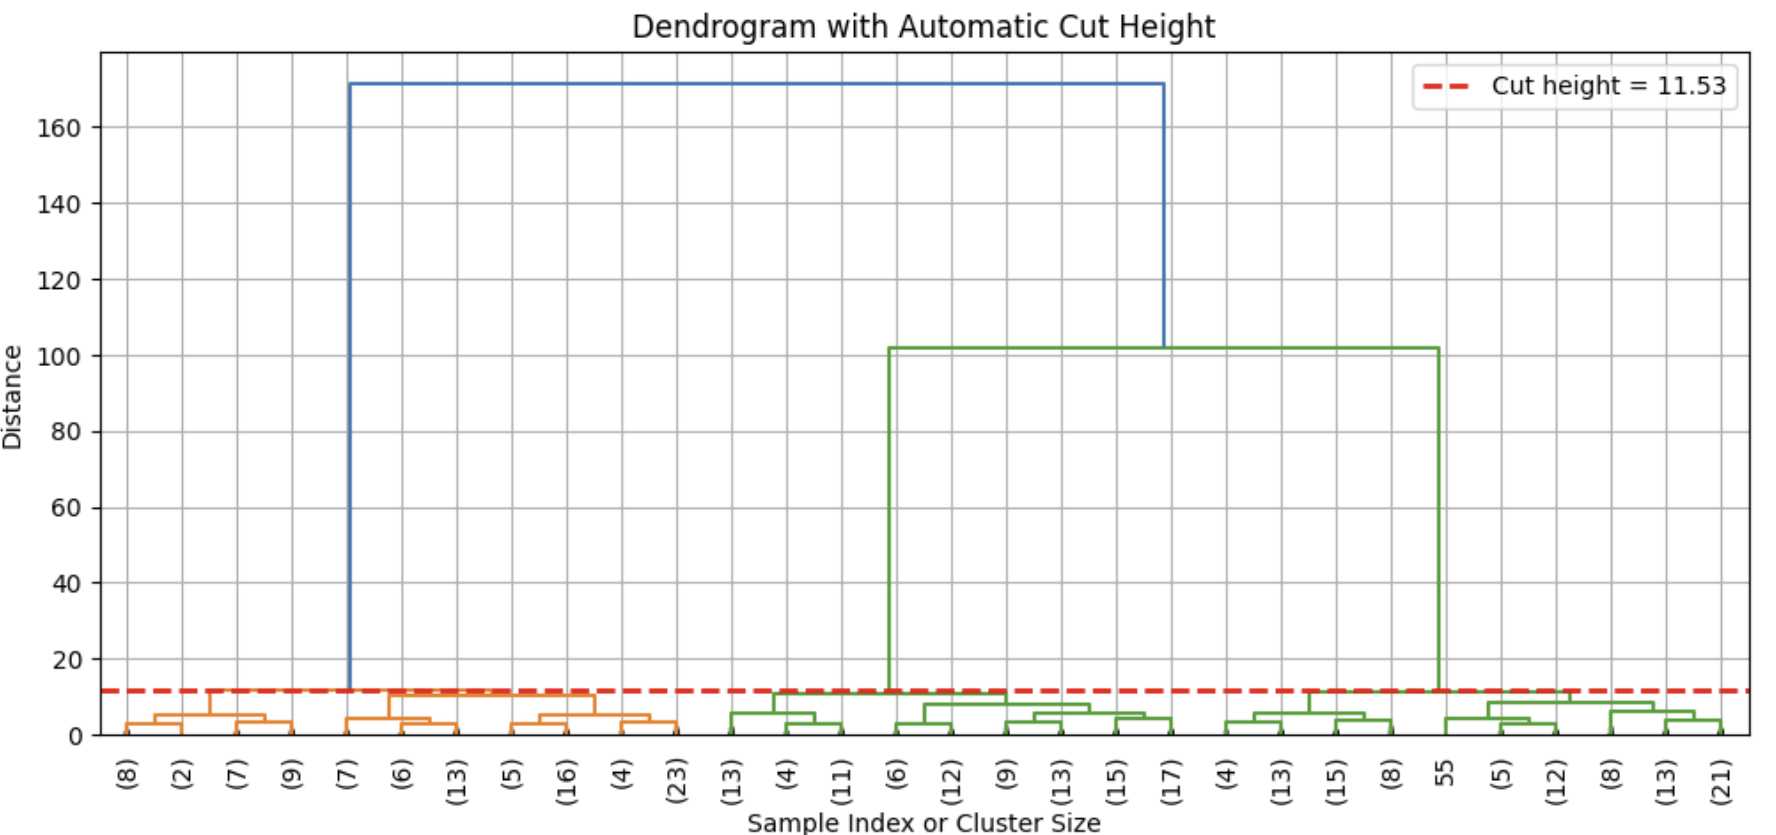 Dendrogram with Automatic Cut Height
Cut height = 11.53
Distance
160
140
120
100
80
60
40
20
0
(8) (2) (7) (9) (7) (6) (13) (5) (16) (4) (23) (13) (4) (11) (6) (12) (9) (13) (15) (17) (4) (13) (15) (8) 55 (5) (12) (8) (13) (21)
Sample Index or Cluster Size